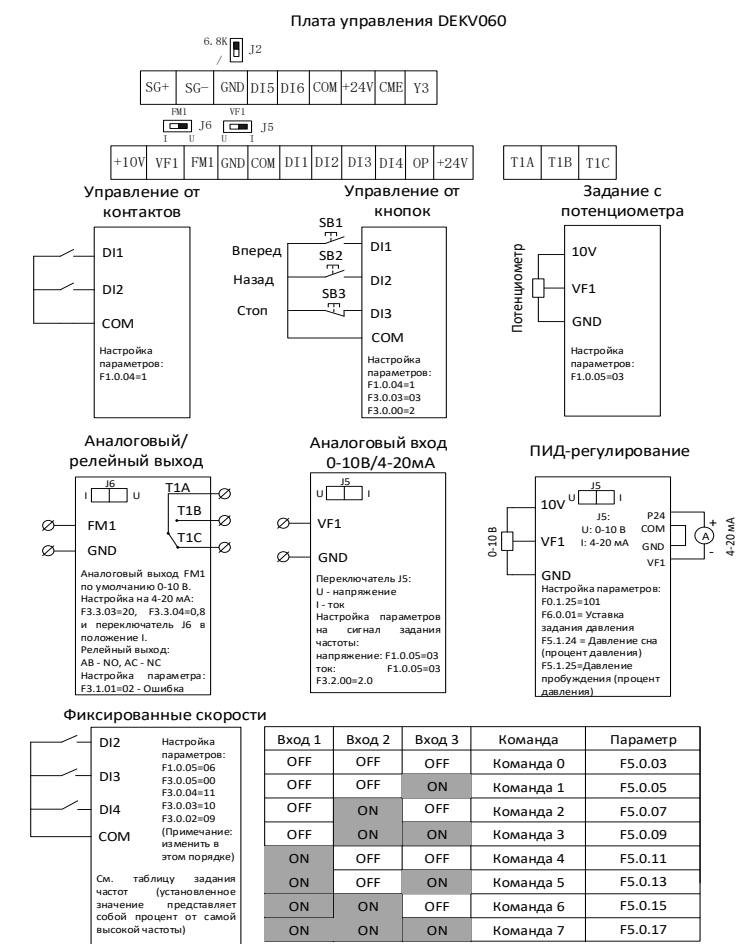 Плата управления DEKV060
6.8K
/
J2
SG+ SG- GND DI5 DI6 COM +24V CME Y3
FM1 VF1
J6 J5
I U U I
+10V VF1 FM1 GND COM DI1 DI2 DI3 DI4 OP +24V T1A T1B T1C
Управление от
контактов
DI1
DI2
COM
Настройка
параметров:
F1.0.04=1
Управление от
кнопок
SB1
Вперед
DI1
SB2
Назад
DI2
SB3
Стоп
DI3
COM
Настройка
параметров:
F1.0.04=1
F3.0.03=03
F3.0.00=2
Задание с
потенциометра
Потенциометр
10V
VF1
GND
Настройка
параметров:
F1.0.05=03
Аналоговый/
релейный выход
J6
I U
T1A
T1B
T1C
FM1
GND
Аналоговый выход FM1
по умолчанию 0-10 В.
Настройка на 4-20 мА:
F3.3.03=20, F3.3.04=0,8
и переключатель J6 в
положение I.
Релейный выход:
AB - NO, AC - NC
Настройка параметра:
F3.1.01=02 - Ошибка
Аналоговый вход
0-10В/4-20мА
J5
U I
VF1
GND
Переключатель J5:
U - напряжение
I - ток
Настройка параметров
на сигнал задания
частоты:
напряжение: F1.0.05=03
ток: F1.0.05=03
F3.2.00=2.0
ПИД-регулирование
J5
10V U I
J5:
U: 0-10 В
I: 4-20 мА
P24
COM
GND
VF1
0-10 В
VF1
GND
+
A
-
4-20 мА
Настройка параметров:
F0.1.25=101
F6.0.01= Уставка
задания давления
F5.1.24 = Давление сна
(процент давления)
F5.1.25=Давление
пробуждения (процент
давления)
Фиксированные скорости
DI2
DI3
DI4
COM
Настройка
параметров:
F1.0.05=06
F3.0.05=00
F3.0.04=11
F3.0.03=10
F3.0.02=09
(Примечание:
изменить в
этом порядке)
См. таблицу задания
частот (установленное
значение представляет
собой процент от самой
высокой частоты)
Вход 1 Вход 2 Вход 3 Команда Параметр
OFF OFF OFF Команда 0 F5.0.03
OFF OFF ON Команда 1 F5.0.05
OFF ON OFF Команда 2 F5.0.07
OFF ON ON Команда 3 F5.0.09
ON OFF OFF Команда 4 F5.0.11
ON OFF ON Команда 5 F5.0.13
ON ON OFF Команда 6 F5.0.15
ON ON ON Команда 7 F5.0.17